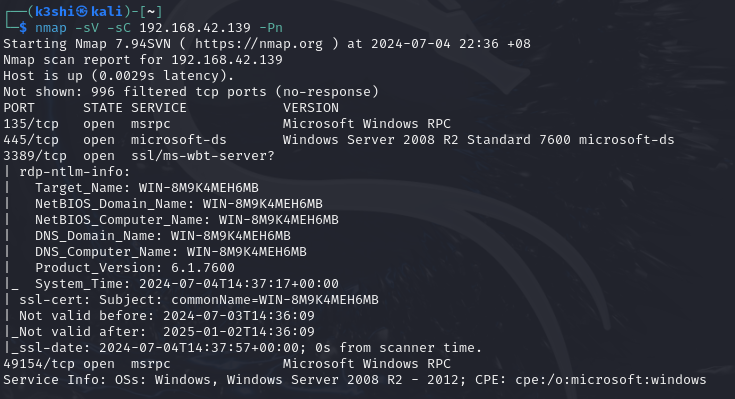 ┌──(k3shi㉿kali)-[~]
└─$ nmap -sV -sC 192.168.42.139 -Pn
Starting Nmap 7.94SVN ( https://nmap.org ) at 2024-07-04 22:36 +08
Nmap scan report for 192.168.42.139
Host is up (0.0029s latency).
Not shown: 996 filtered tcp ports (no-response)
PORT      STATE SERVICE            VERSION
135/tcp   open  msrpc              Microsoft Windows RPC
445/tcp   open  microsoft-ds       Windows Server 2008 R2 Standard 7600 microsoft-ds
3389/tcp  open  ssl/ms-wbt-server?
| rdp-ntlm-info:
|   Target_Name: WIN-8M9K4MEH6MB
|   NetBIOS_Domain_Name: WIN-8M9K4MEH6MB
|   NetBIOS_Computer_Name: WIN-8M9K4MEH6MB
|   DNS_Domain_Name: WIN-8M9K4MEH6MB
|   DNS_Computer_Name: WIN-8M9K4MEH6MB
|   Product_Version: 6.1.7600
|_  System_Time: 2024-07-04T14:37:17+00:00
| ssl-cert: Subject: commonName=WIN-8M9K4MEH6MB
| Not valid before: 2024-07-03T14:36:09
|_Not valid after:  2025-01-02T14:36:09
|_ssl-date: 2024-07-04T14:37:57+00:00; 0s from scanner time.
49154/tcp open  msrpc              Microsoft Windows RPC
Service Info: OSs: Windows, Windows Server 2008 R2 - 2012; CPE: cpe:/o:microsoft:windows